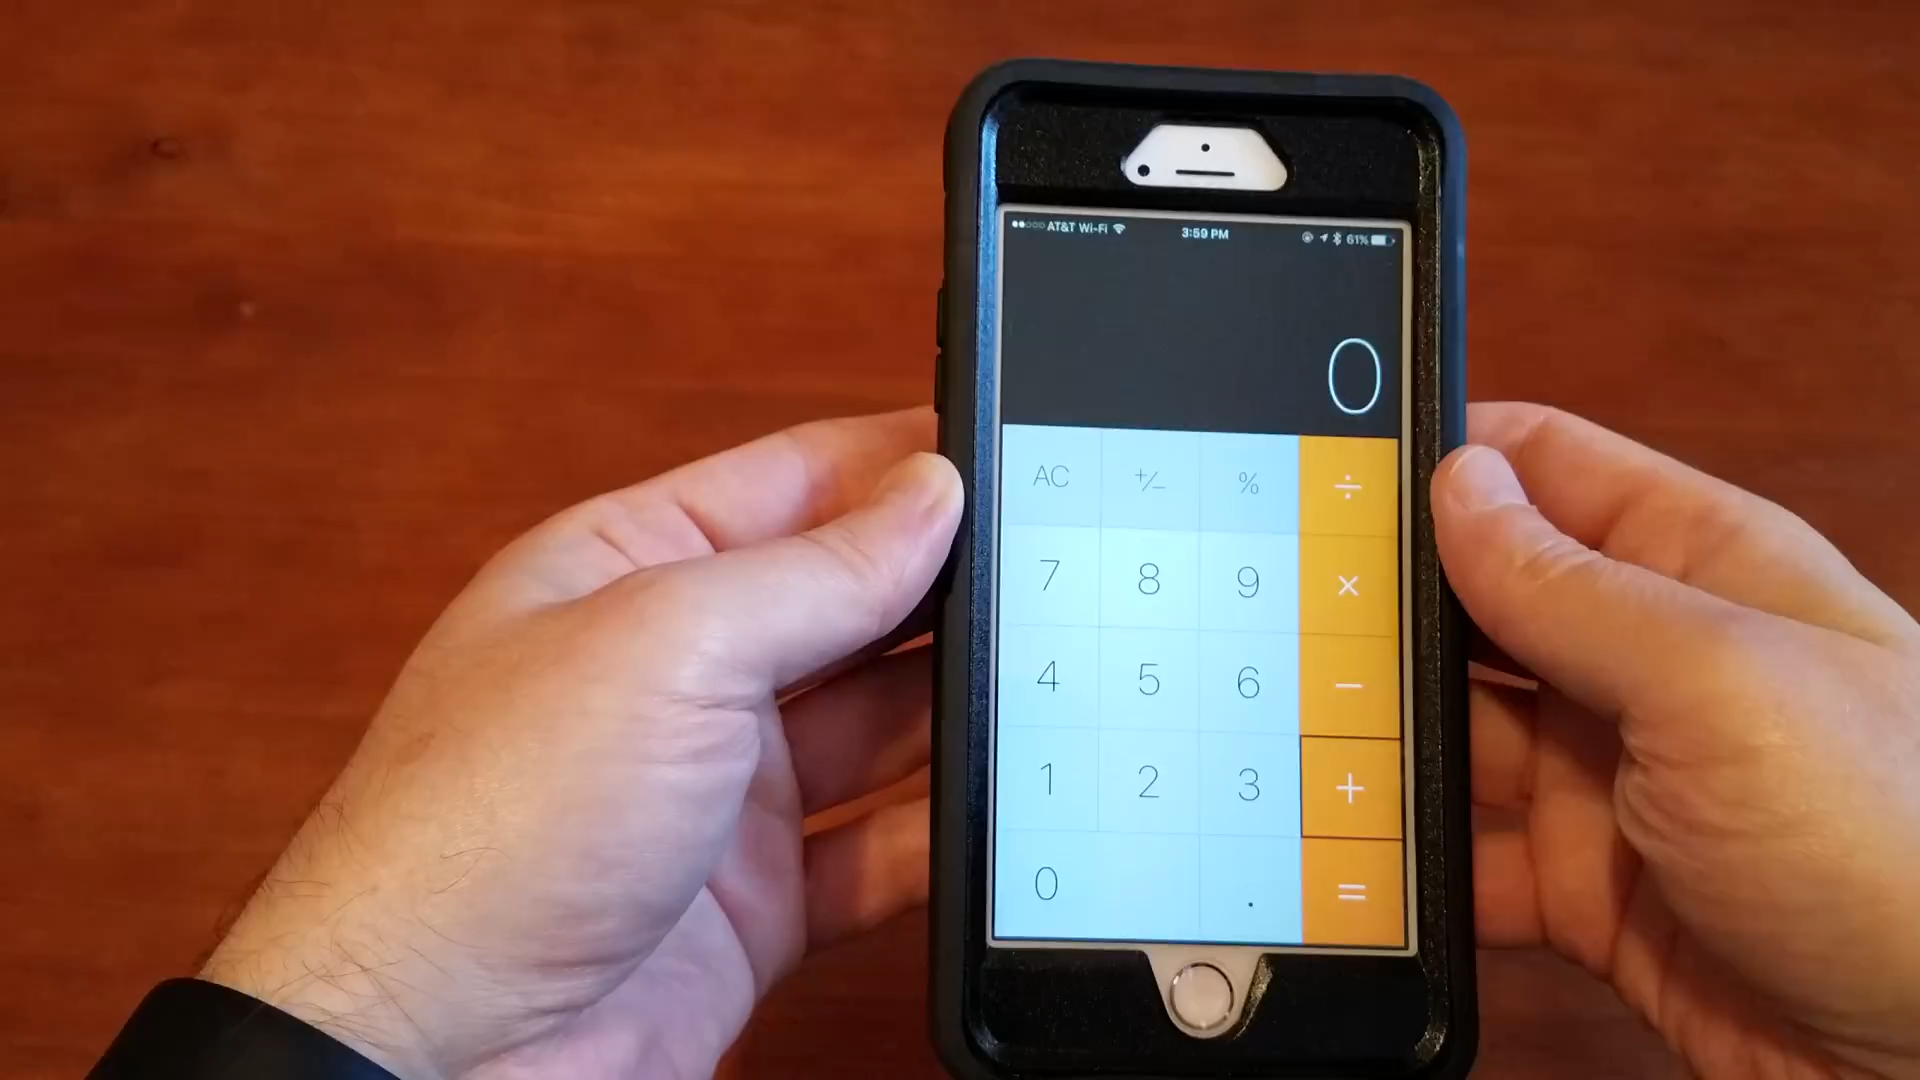 AT&T Wi-Fi 3:59 PM 61%
0
AC +/− % ÷
7 8 9 ×
4 5 6 −
1 2 3 +
0 . =